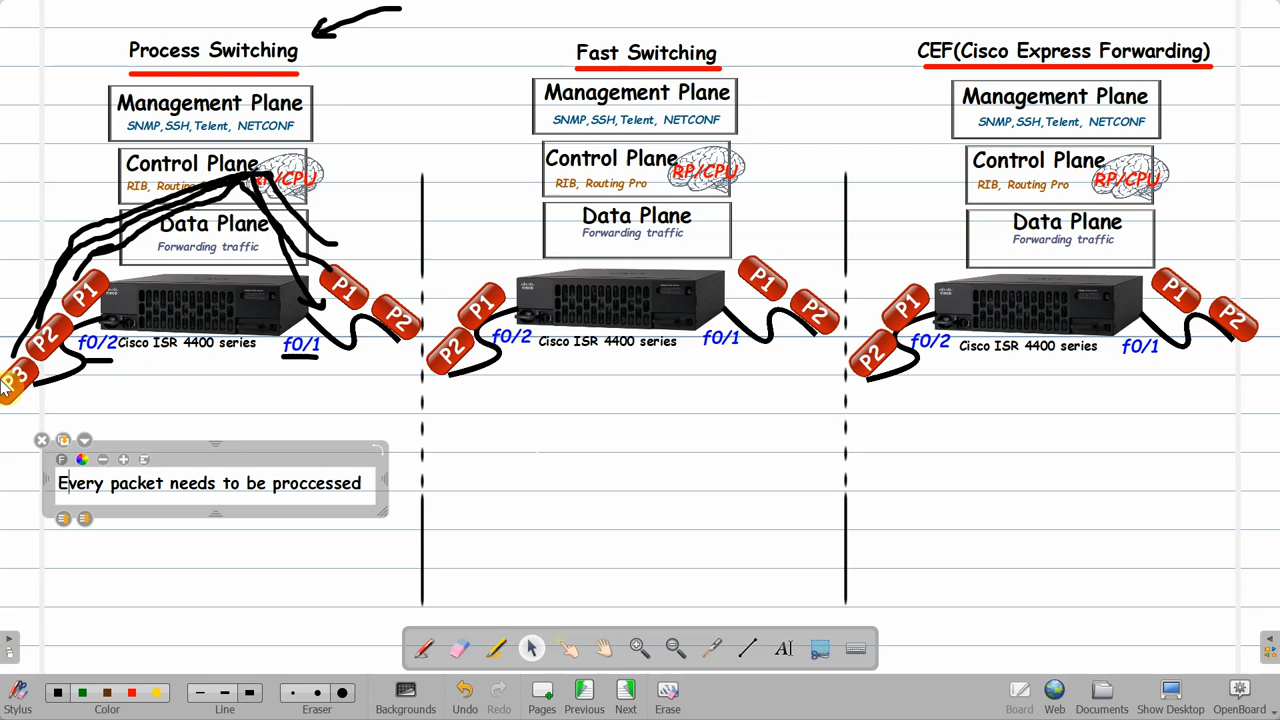 Process Switching
Management Plane
SNMP,SSH,Telent, NETCONF
Control Plane
RP/CPU
RIB, Routing
Data Plane
Forwarding traffic
P1
P2
P3
P1
P2
f0/2
Cisco ISR 4400 series
f0/1
Every packet needs to be proccessed
Fast Switching
Management Plane
SNMP,SSH,Telent, NETCONF
Control Plane
RP/CPU
RIB, Routing Pro
Data Plane
Forwarding traffic
P1
P2
P1
P2
f0/2
Cisco ISR 4400 series
f0/1
CEF(Cisco Express Forwarding)
Management Plane
SNMP,SSH,Telent, NETCONF
Control Plane
RP/CPU
RIB, Routing Pro
Data Plane
Forwarding traffic
P1
P2
P1
P2
f0/2
Cisco ISR 4400 series
f0/1
Stylus
Color
Line
Eraser
Backgrounds
Undo
Redo
Pages
Previous
Next
Erase
Board
Web
Documents
Show Desktop
OpenBoard